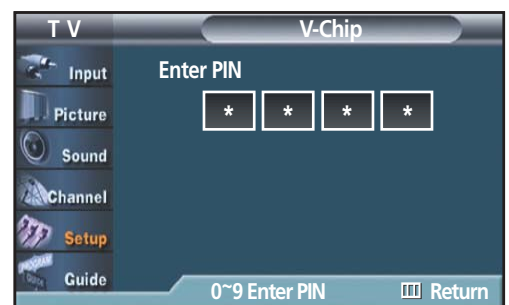 T V
V-Chip
Input
Enter PIN
* * * *
Picture
Sound
Channel
Setup
Guide
0~9 Enter PIN
Return